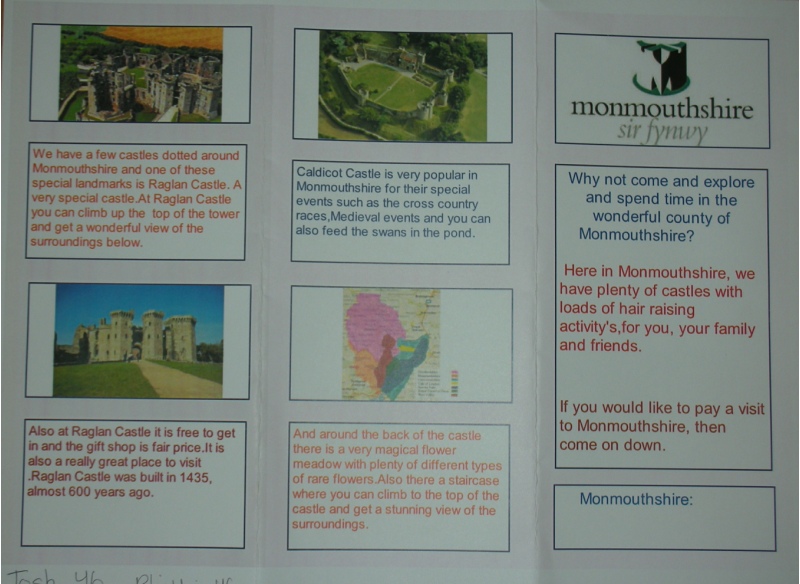 We have a few castles dotted around
Monmouthshire and one of these
special landmarks is Raglan Castle. A
very special castle.At Raglan Castle
you can climb up the top of the tower
and get a wonderful view of the
surroundings below.
Also at Raglan Castle it is free to get
in and the gift shop is fair price.It is
also a really great place to visit
.Raglan Castle was built in 1435,
almost 600 years ago.
Caldicot Castle is very popular in
Monmouthshire for their special
events such as the cross country
races,Medieval events and you can
also feed the swans in the pond.
And around the back of the castle
there is a very magical flower
meadow with plenty of different types
of rare flowers.Also there a staircase
where you can climb to the top of the
castle and get a stunning view of the
surroundings.
monmouthshire
sir fynwy
Why not come and explore
and spend time in the
wonderful county of
Monmouthshire?
Here in Monmouthshire, we
have plenty of castles with
loads of hair raising
activity's,for you, your family
and friends.
If you would like to pay a visit
to Monmouthshire, then
come on down.
Monmouthshire: